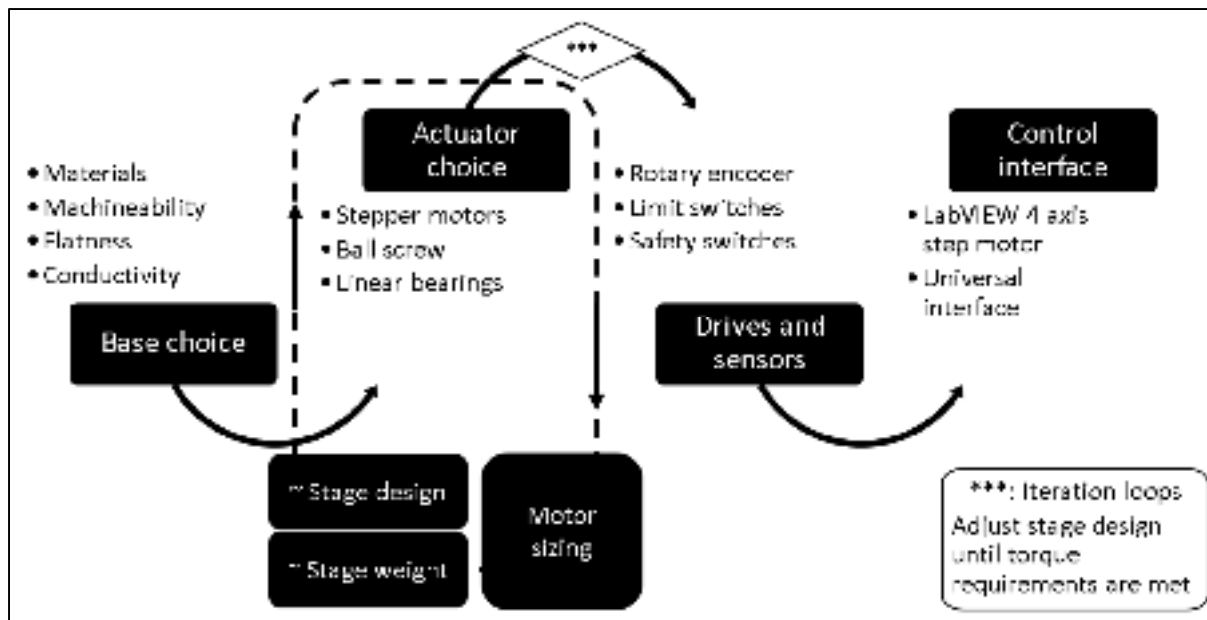 ***
Actuator
choice
Control
interface
• Materials
• Machineability
• Flatness
• Conductivity
• Stepper motors
• Ball screw
• Linear bearings
• Rotary encoder
• Limit switches
• Safety switches
• LabVIEW 4 axis
step motor
• Universal
interface
Base choice
Drives and
sensors
~ Stage design
~ Stage weight
Motor
sizing
***: Iteration loops
Adjust stage design
until torque
requirements are met